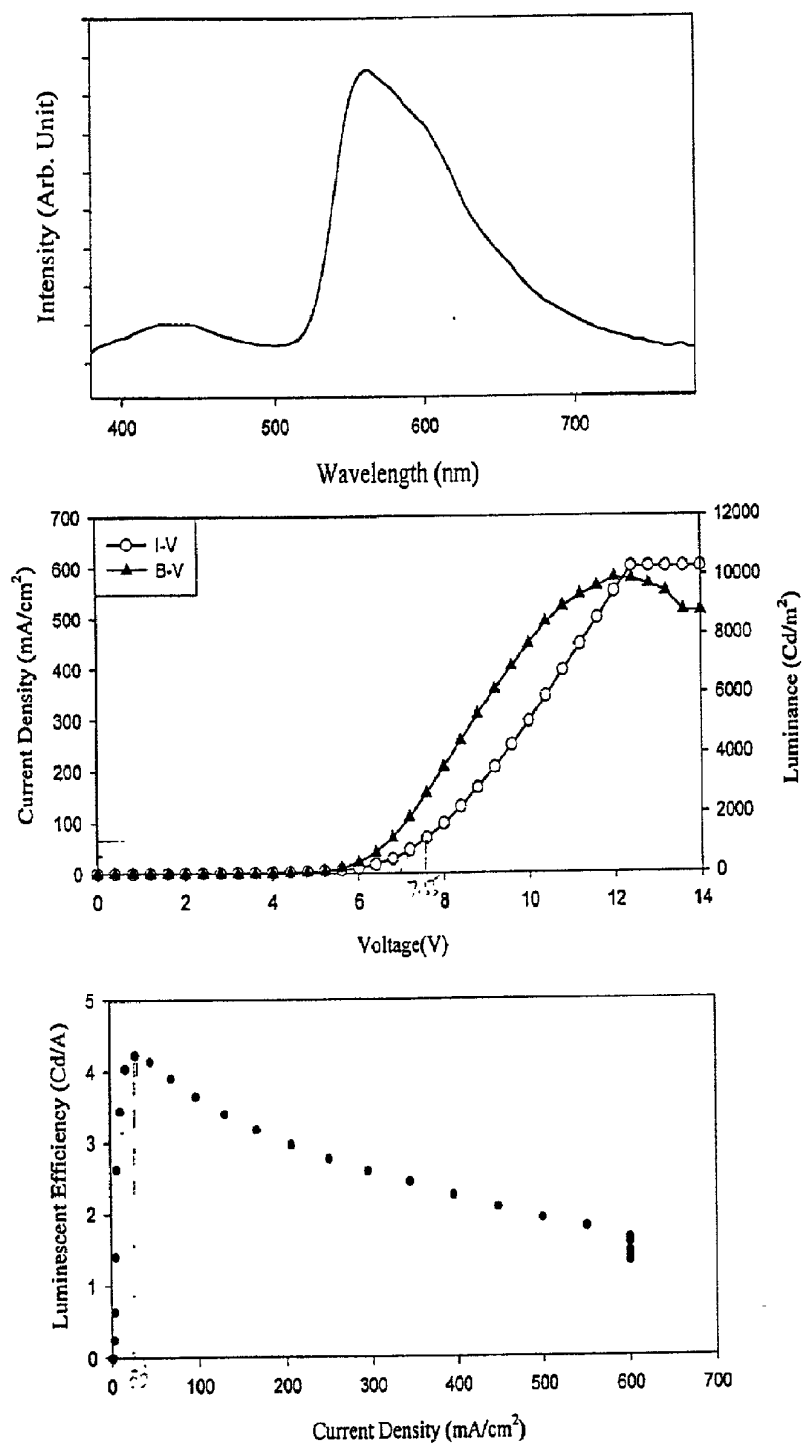 Intensity (Arb. Unit)
400 500 600 700
Wavelength (nm)
700
600
500
400
300
200
100
0
Current Density (mA/cm²)
I-V
B-V
12000
10000
8000
6000
4000
2000
0
Luminance (Cd/m²)
0 2 4 6 8 10 12 14
Voltage(V)
5
4
3
2
1
0
Luminescent Efficiency (Cd/A)
0 100 200 300 400 500 600 700
Current Density (mA/cm²)